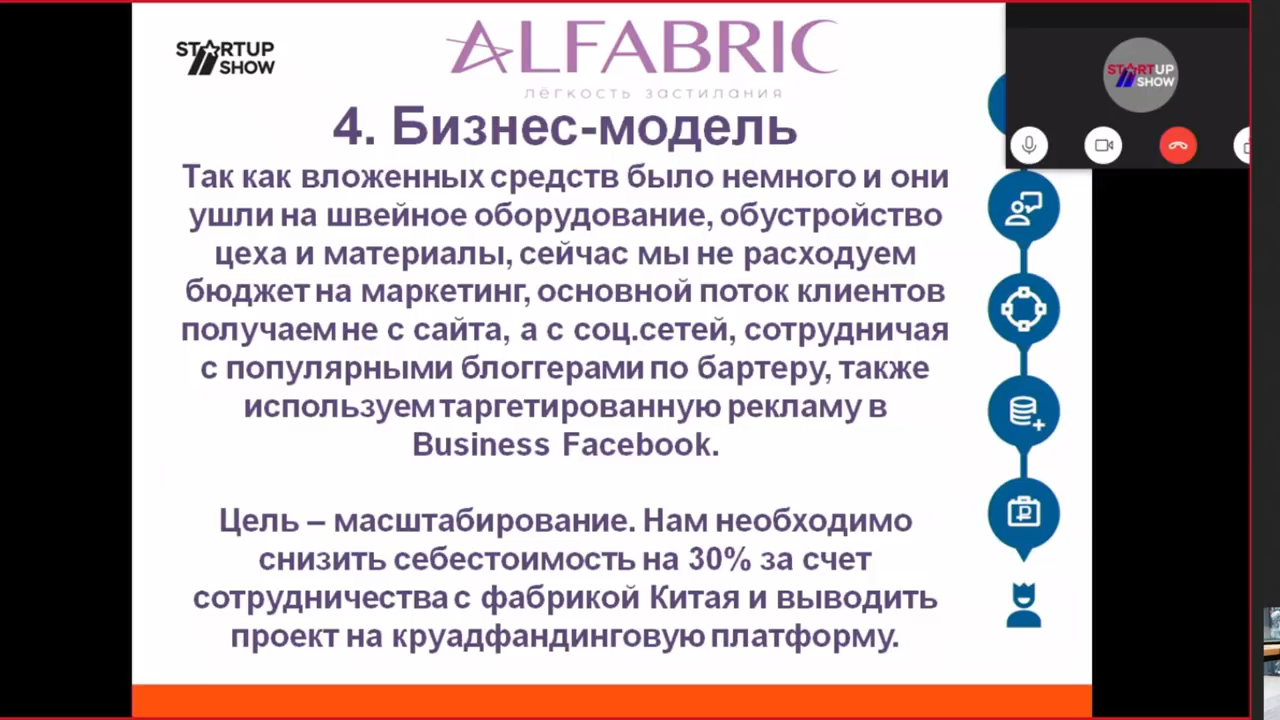 STARTUP
SHOW
ALFABRIC
лёгкость застилания
4. Бизнес-модель
Так как вложенных средств было немного и они
ушли на швейное оборудование, обустройство
цеха и материалы, сейчас мы не расходуем
бюджет на маркетинг, основной поток клиентов
получаем не с сайта, а с соц.сетей, сотрудничая
с популярными блоггерами по бартеру, также
используем таргетированную рекламу в
Business Facebook.
Цель – масштабирование. Нам необходимо
снизить себестоимость на 30% за счет
сотрудничества с фабрикой Китая и выводить
проект на круадфандинговую платформу.
START UP
SHOW